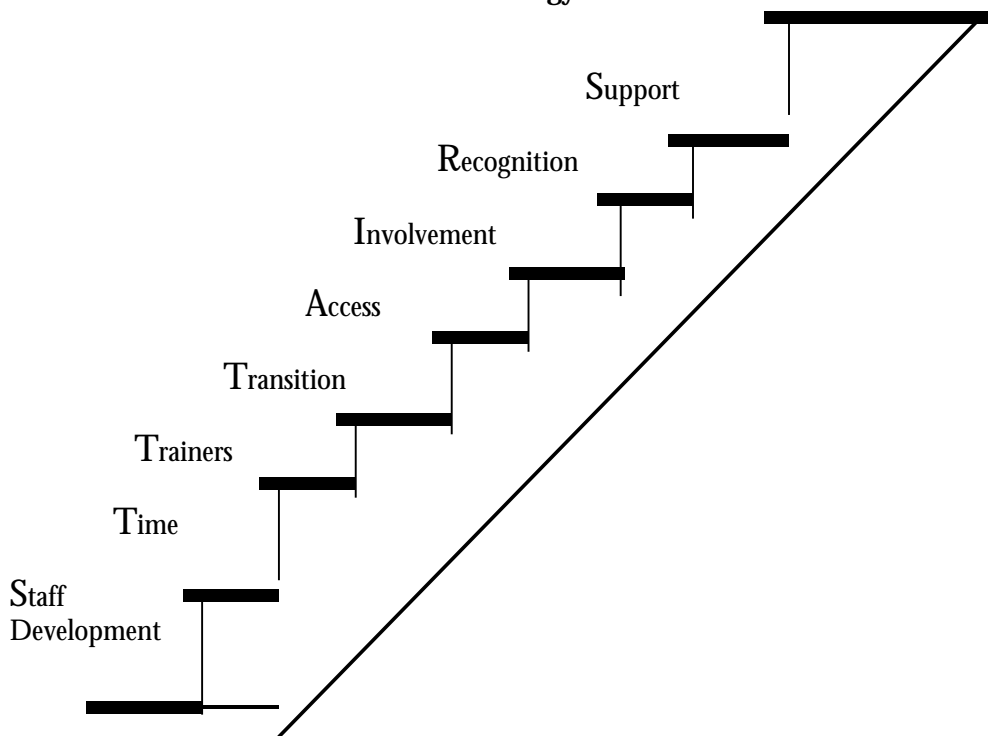 Support
Recognition
Involvement
Access
Transition
Trainers
Time
Staff
Development